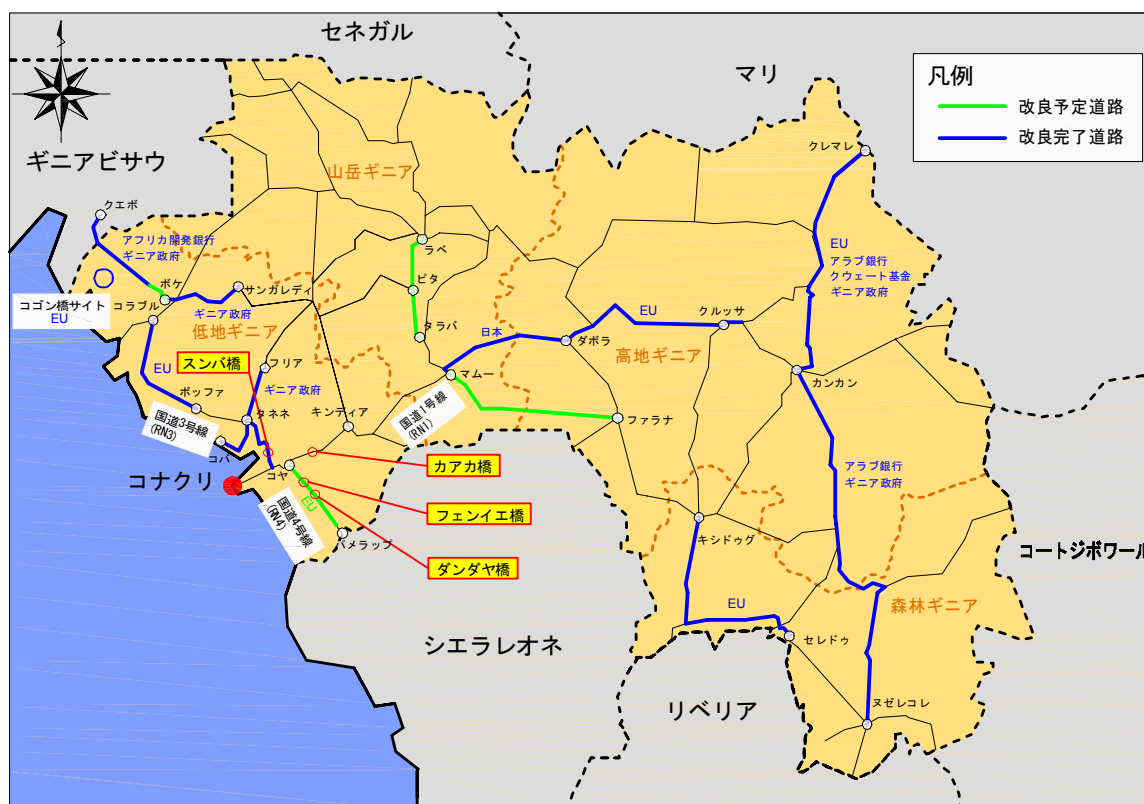 セネガル
マリ
凡例
改良予定道路
改良完了道路
ギニアビサウ
クエボ
アフリカ開発銀行
ギニア政府
山岳ギニア
クレマレ
ラベ
ピタ
タラバ
ボケ
サンガレディ
コゴン橋サイト
EU
コラブル
ギニア政府
低地ギニア
EU
アラブ銀行
クウェート基金
ギニア政府
日本
EU
クルッサ
ダボラ
高地ギニア
カンカン
スンバ橋
フリア
EU
ボッファ
ギニア政府
マムー
国道1号線
(RN1)
ファラナ
国道3号線
(RN3)
タネネ
キンディア
コバ
コナクリ
コヤ
カアカ橋
アラブ銀行
ギニア政府
フェンイエ橋
EU
国道4号線
(RN4)
パメラップ
ダンダヤ橋
キシドゥグ
コートジボワール
EU
森林ギニア
シエラレオネ
セレドゥ
リベリア
ヌゼレコレ